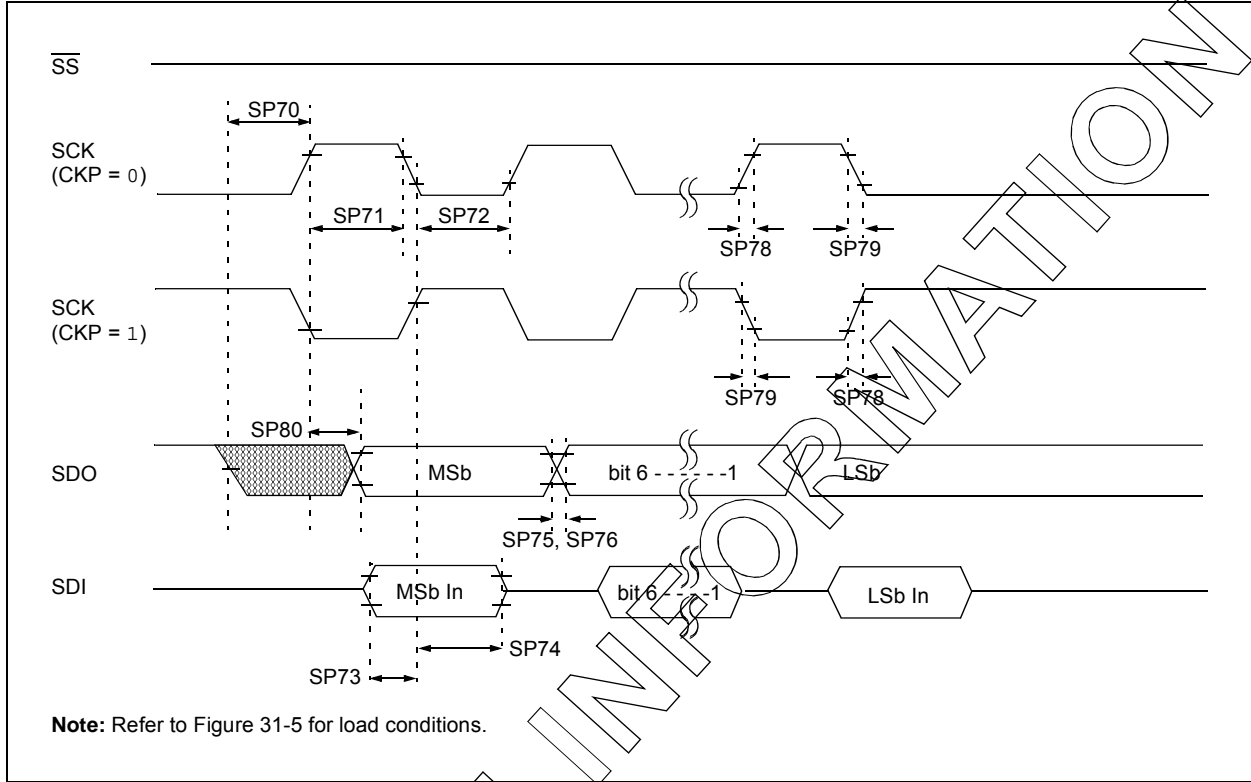 SS
SP70
SCK
(CKP = 0)
SP71
SP72
SP78
SP79
SCK
(CKP = 1)
SP79
SP78
SP80
SDO
MSb
bit 6 - - - - - -1
LSb
SP75, SP76
SDI
MSb In
bit 6 - - - - -1
LSb In
SP74
SP73
Note: Refer to Figure 31-5 for load conditions.
INFORMATION